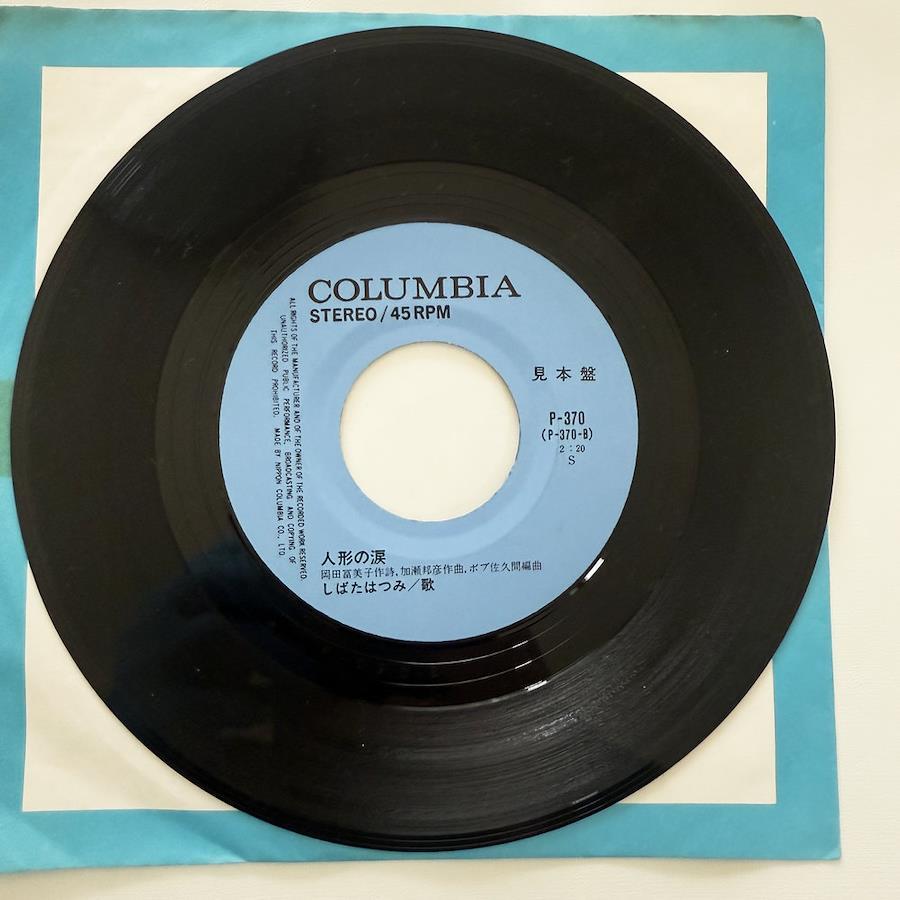 COLUMBIA
STEREO/45RPM
見本盤
P-370
(P-370-B)
2:20
S
ALL RIGHTS OF THE MANUFACTURER AND OF THE OWNER OF THE RECORDED WORK RESERVED.
UNAUTHORIZED PUBLIC PERFORMANCE, BROADCASTING AND COPYING OF
THIS RECORD PROHIBITED. MADE BY NIPPON COLUMBIA CO., LTD.
人形の涙
岡田冨美子作詩,加瀬邦彦作曲,ボブ佐久間編曲
しばたはつみ/歌